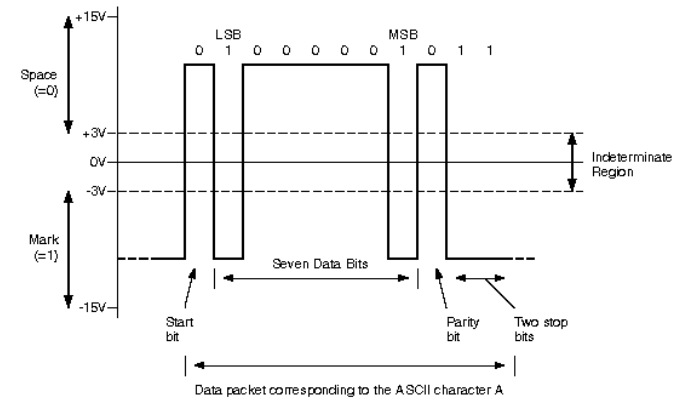 +15V
LSB MSB
0 1 0 0 0 0 0 1 0 1 1
Space
(=0)
+3V
0V
-3V
Indeterminate
Region
Mark
(=1)
Seven Data Bits
-15V
Start
bit
Parity
bit
Two stop
bits
Data packet corresponding to the ASCII character A